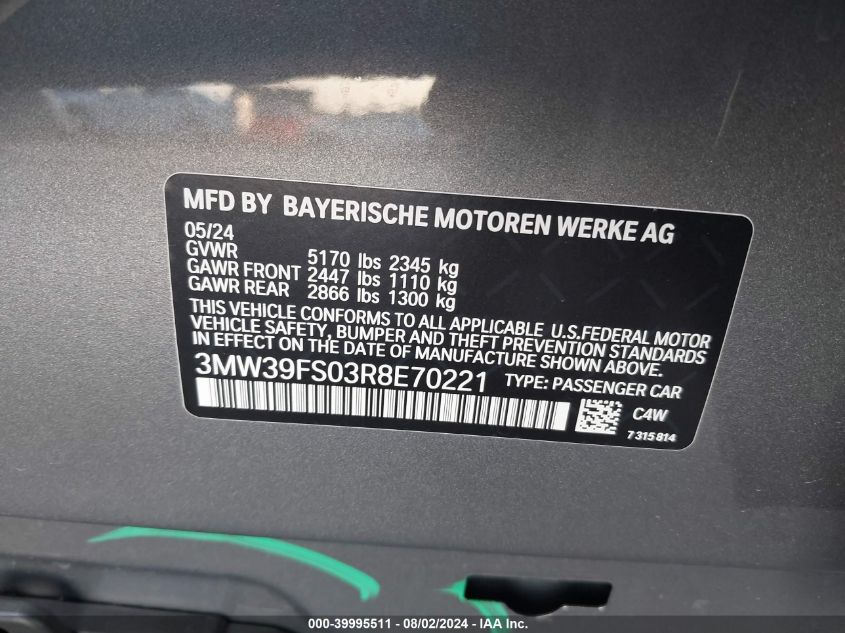 MFD BY BAYERISCHE MOTOREN WERKE AG
05/24
GVWR 5170 lbs 2345 kg
GAWR FRONT 2447 lbs 1110 kg
GAWR REAR 2866 lbs 1300 kg
THIS VEHICLE CONFORMS TO ALL APPLICABLE U.S.FEDERAL MOTOR
VEHICLE SAFETY, BUMPER AND THEFT PREVENTION STANDARDS
IN EFFECT ON THE DATE OF MANUFACTURE SHOWN ABOVE.
3MW39FS03R8E70221 TYPE: PASSENGER CAR
C4W
7315814
000-39995511 - 08/02/2024 - IAA Inc.